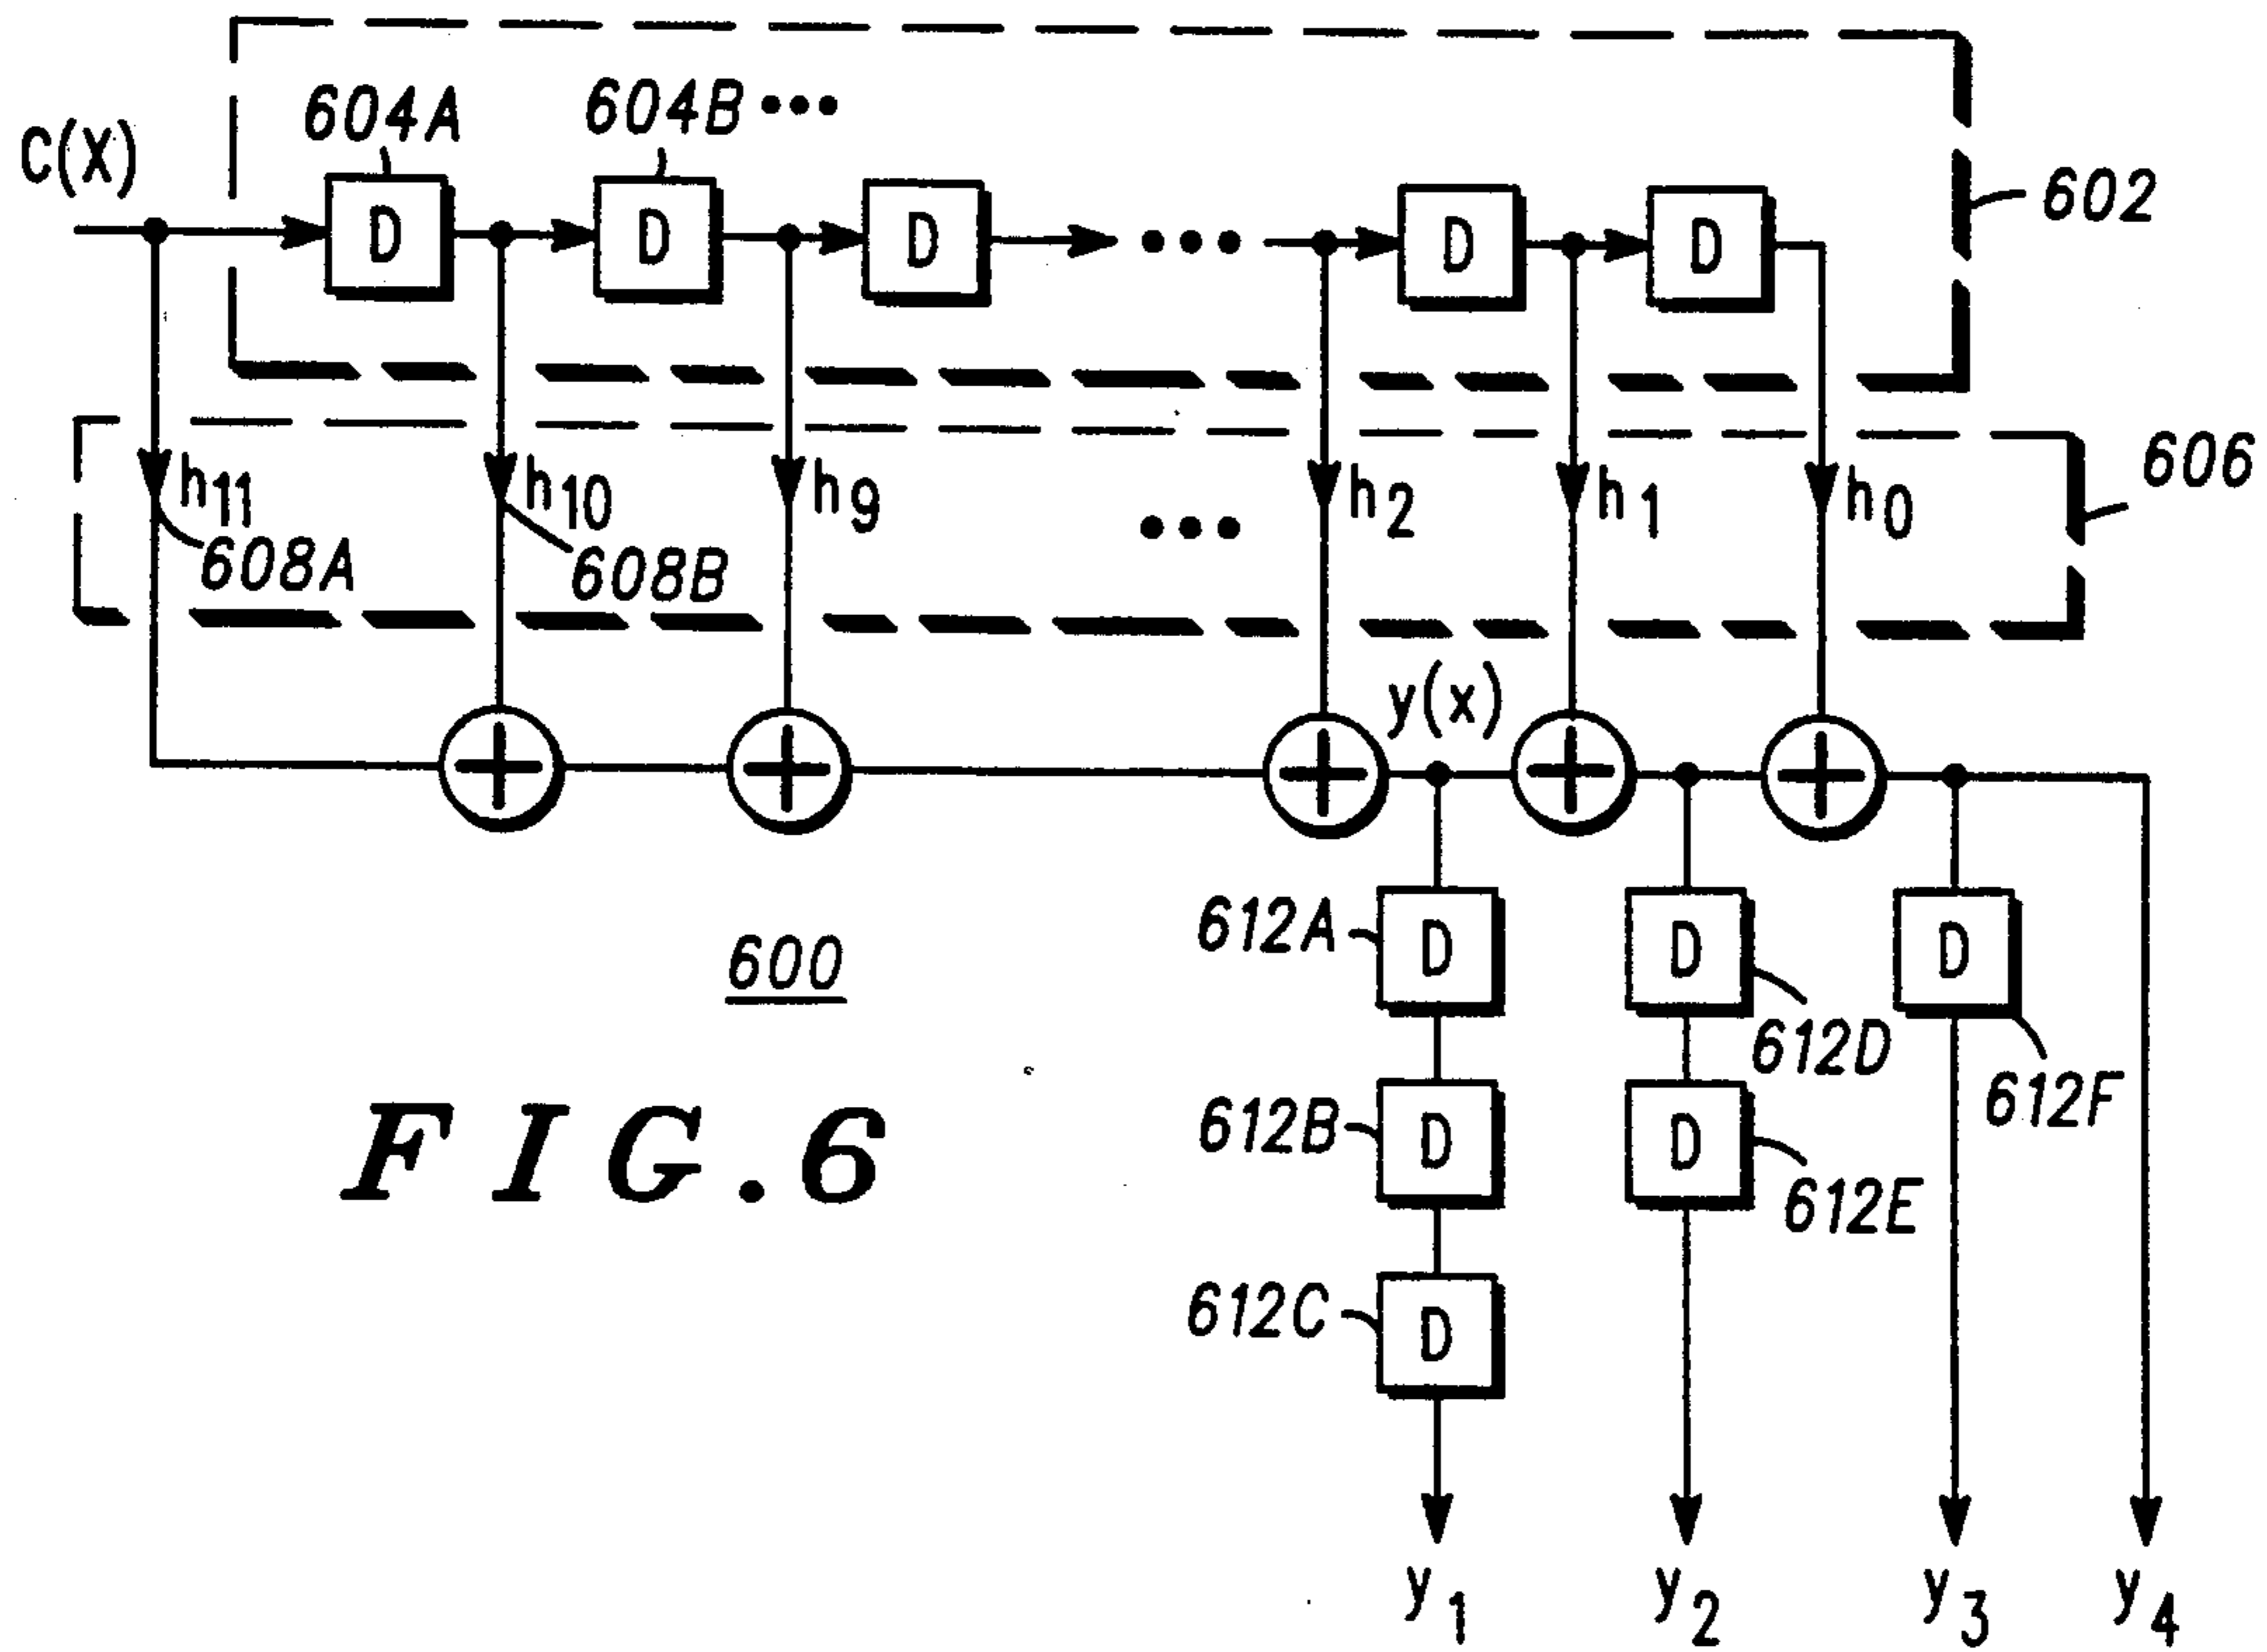 604A 604B •••
c(x)
D D D ••• D D
602
h11 h10 h9 ••• h2 h1 h0
606
608A 608B
y(x)
612A D D D
600
612D 612F
612B D D
612E
612C D
FIG.6
y1 y2 y3 y4